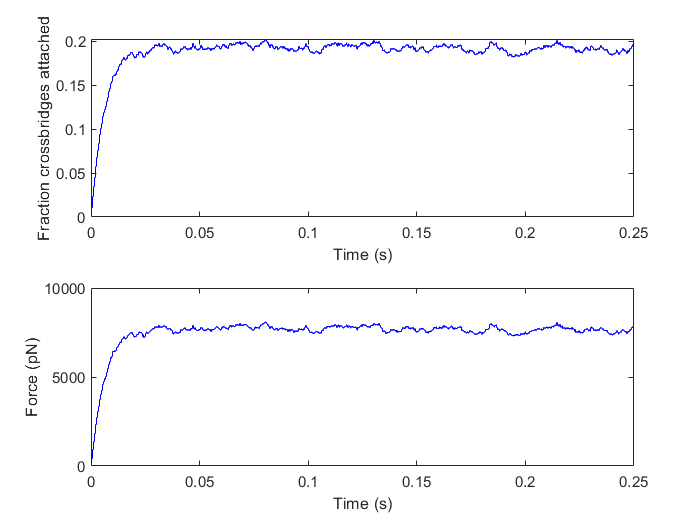 Fraction crossbridges attached
0.2
0.15
0.1
0.05
0
0 0.05 0.1 0.15 0.2 0.25
Time (s)
Force (pN)
10000
5000
0
0 0.05 0.1 0.15 0.2 0.25
Time (s)